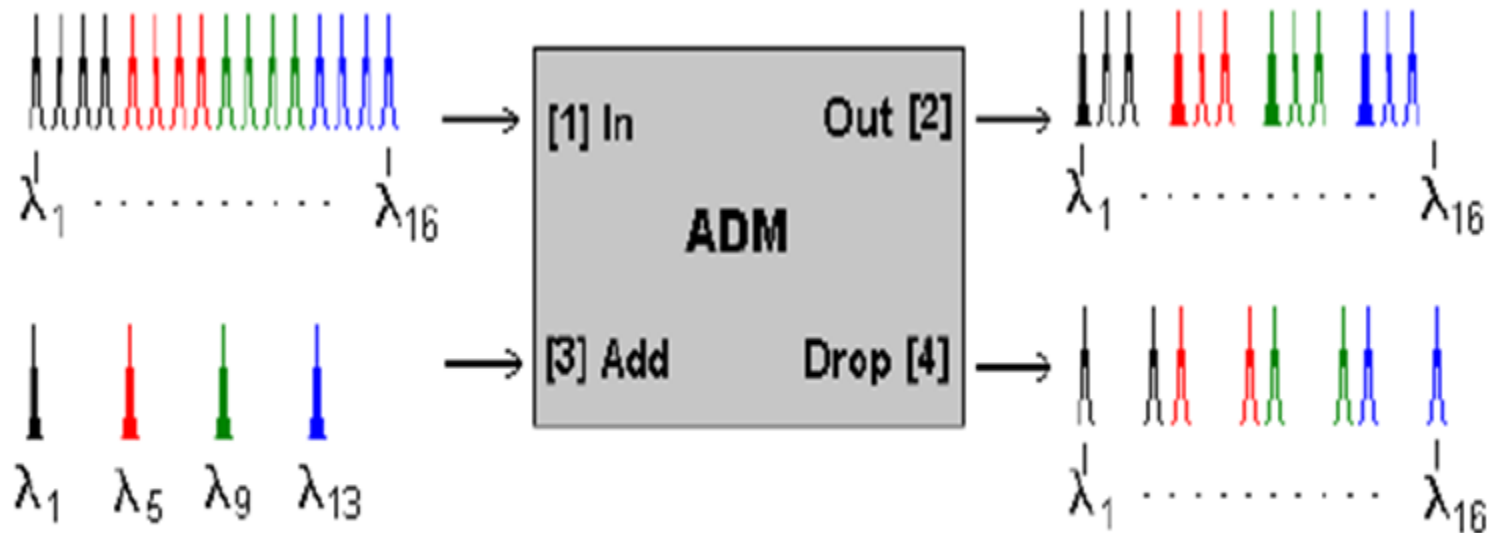 [1] In
Out [2]
λ1 . . . . . . . . . . λ16
λ1 . . . . . . . . . . λ16
ADM
[3] Add
Drop [4]
λ1 λ5 λ9 λ13
λ1 . . . . . . . . . . λ16